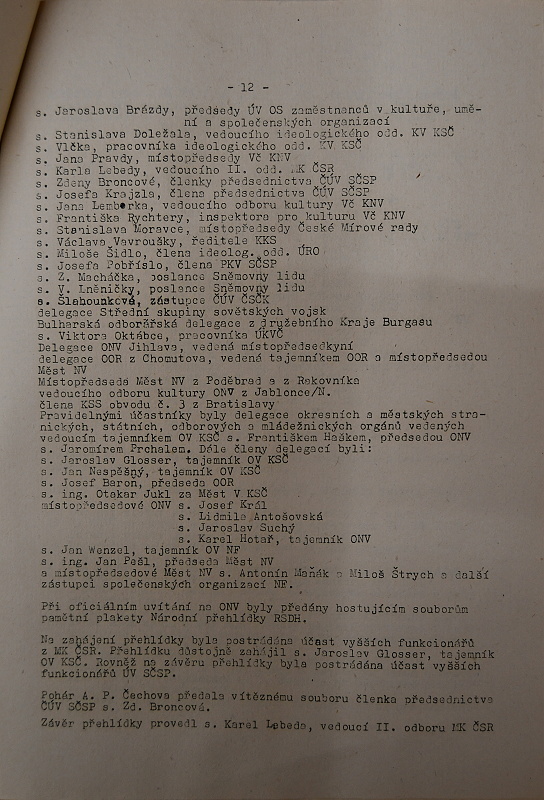 - 12 -
s. Jaroslava Brázdy, předsedy ÚV OS zaměstnanců v kultuře, umě-
ní a společenských organizací
s. Stanislava Doležala, vedoucího ideologického odd. KV KSČ
s. Vlčka, pracovníka ideologického odd. KV KSČ
s. Jana Pravdy, místopředsedy Vč KNV
s. Karla Lebedy, vedoucího II. odd. MK ČSR
s. Zdeny Broncové, členky předsednictva ČÚV SČSP
s. Josefa Krajzla, člena předsednictva ČÚV SČSP
s. Jana Lemberka, vedoucího odboru kultury Vč KNV
s. Františka Rychtery, inspektora pro kulturu Vč KNV
s. Stanislava Moravce, místopředsedy České Mírové rady
s. Václava Vavroušky, ředitele KKS
s. Miloše Šidlo, člena ideolog. odd. ÚRO
s. Josefa Pobříslo, člena PKV SČSP
s. Z. Macháčka, poslance Sněmovny lidu
s. V. Lněničky, poslance Sněmovny lidu
s. Slahounková, zástupce ČÚV ČSČK
delegace Střední skupiny sovětských vojsk
Bulharská odborářská delegace z družebního Kraje Burgasu
s. Viktora Oktábce, pracovníka ÚKVČ
Delegace ONV Jihlava, vedená místopředsedkyní
delegace OOR z Chomutova, vedená tajemníkem OOR a místopředsedou
Měst NV
Místopředseda Měst NV z Poděbrad a z Rakovníka
vedoucího odboru kultury ONV z Jablonce/N.
člena KSS obvodu č. 3 z Bratislavy
Pravidelnými účastníky byly delegace okresních a městských stra-
nických, státních, odborových a mládežnických orgánů vedených
vedoucím tajemníkem OV KSČ s. Františkem Haškem, předsedou ONV
s. Jaromírem Prchalem. Dále členy delegací byli:
s. Jaroslav Glosser, tajemník OV KSČ
s. Jan Nespěšný, tajemník OV KSČ
s. Josef Baron, předseda OOR
s. ing. Otakar Jukl za Měst V KSČ
místopředsedové ONV s. Josef Král
s. Lidmila Antošovská
s. Jaroslav Suchý
s. Karel Hotař, tajemník ONV
s. Jan Wenzel, tajemník OV NF
s. ing. Jan Pešl, předseda Měst NV
a místopředsedové Měst NV s. Antonín Maňák a Miloš Štrych a další
zástupci společenských organizací NF.
Při oficiálním uvítání na ONV byly předány hostujícím souborům
pamětní plakety Národní přehlídky RSDH.
Na zahájení přehlídky byla postrádána účast vyšších funkcionářů
z MK ČSR. Přehlídku důstojně zahájil s. Jaroslav Glosser, tajemník
OV KSČ. Rovněž na závěru přehlídky byla postrádána účast vyšších
funkcionářů ÚV SČSP.
Pohár A. P. Čechova předala vítěznému souboru členka předsednictva
ČÚV SČSP s. Zd. Broncová.
Závěr přehlídky provedl s. Karel Lebeda, vedoucí II. odboru MK ČSR